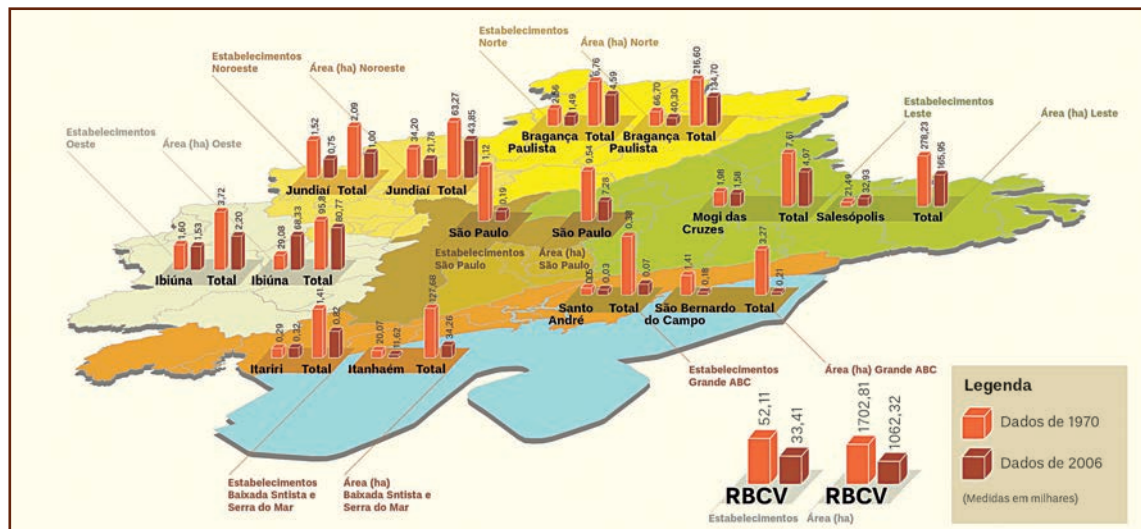 Estabelecimentos
Norte
Área (ha) Norte
Estabelecimentos
Noroeste
Área (ha) Noroeste
Estabelecimentos
Oeste
Área (ha) Oeste
Estabelecimentos
Leste
Área (ha) Leste
2,56
1,49
6,76
4,59
66,70
40,30
216,60
134,70
Bragança
Paulista
Total
Bragança
Paulista
Total
1,52
0,75
2,09
1,00
34,20
21,78
63,27
43,85
Jundiaí
Total
Jundiaí
Total
1,12
0,19
São Paulo
9,54
7,28
São Paulo
Estabelecimentos
São Paulo
Área (ha)
São Paulo
1,98
1,58
7,61
4,97
21,49
32,93
278,23
165,95
Mogi das
Cruzes
Total
Salesópolis
Total
1,60
1,53
3,72
2,20
29,08
68,33
95,8
80,77
Ibiúna
Total
Ibiúna
Total
0,03
0,38
0,07
1,41
0,18
3,27
0,21
Santo
André
Total
São Bernardo
do Campo
Total
0,29
0,32
1,41
0,82
20,07
11,62
127,68
34,26
Itariri
Total
Itanhaém
Total
Estabelecimentos
Grande ABC
Área (ha) Grande ABC
Estabelecimentos
Baixada Sntista e
Serra do Mar
Área (ha)
Baixada Sntista e
Serra do Mar
52,11
33,41
RBCV
Estabelecimentos
1702,81
1062,32
RBCV
Área (ha)
Legenda
Dados de 1970
Dados de 2006
(Medidas em milhares)